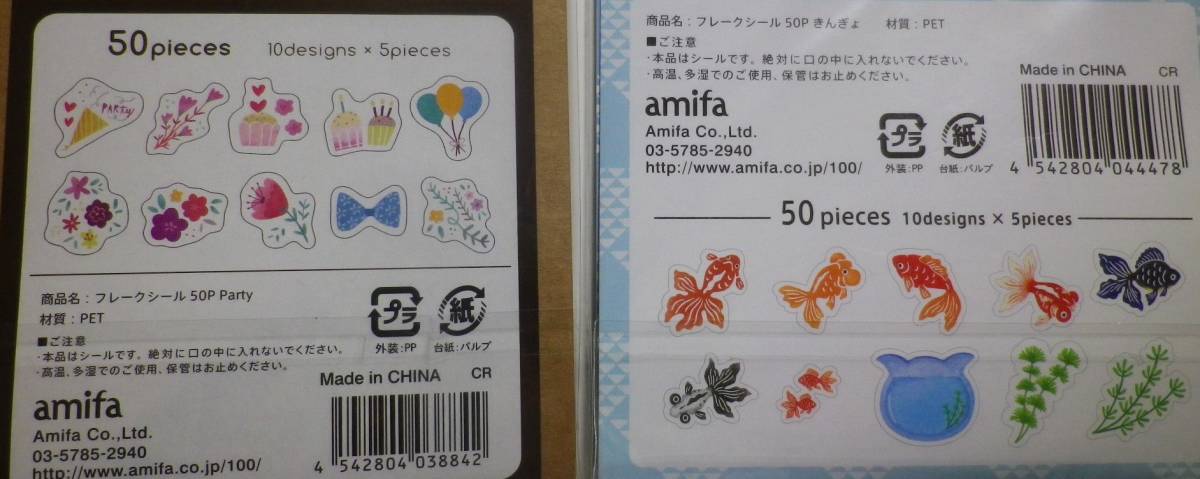 50pieces 10designs × 5pieces
PARTY
商品名：フレークシール 50P Party
材質：PET
■ご注意
・本品はシールです。絶対に口の中に入れないでください。
・高温、多湿でのご使用、保管はお止めください。
プラ 紙
外装：PP 台紙：パルプ
Made in CHINA CR
amifa
Amifa Co.,Ltd.
03-5785-2940
http://www.amifa.co.jp/100/
4 542804 038842
商品名：フレークシール 50P きんぎょ 材質：PET
■ご注意
・本品はシールです。絶対に口の中に入れないでください。
・高温、多湿でのご使用、保管はお止めください。
Made in CHINA CR
amifa
Amifa Co.,Ltd.
03-5785-2940
http://www.amifa.co.jp/100/
プラ 紙
外装：PP 台紙：パルプ
4 542804 044478
50 pieces 10designs × 5pieces